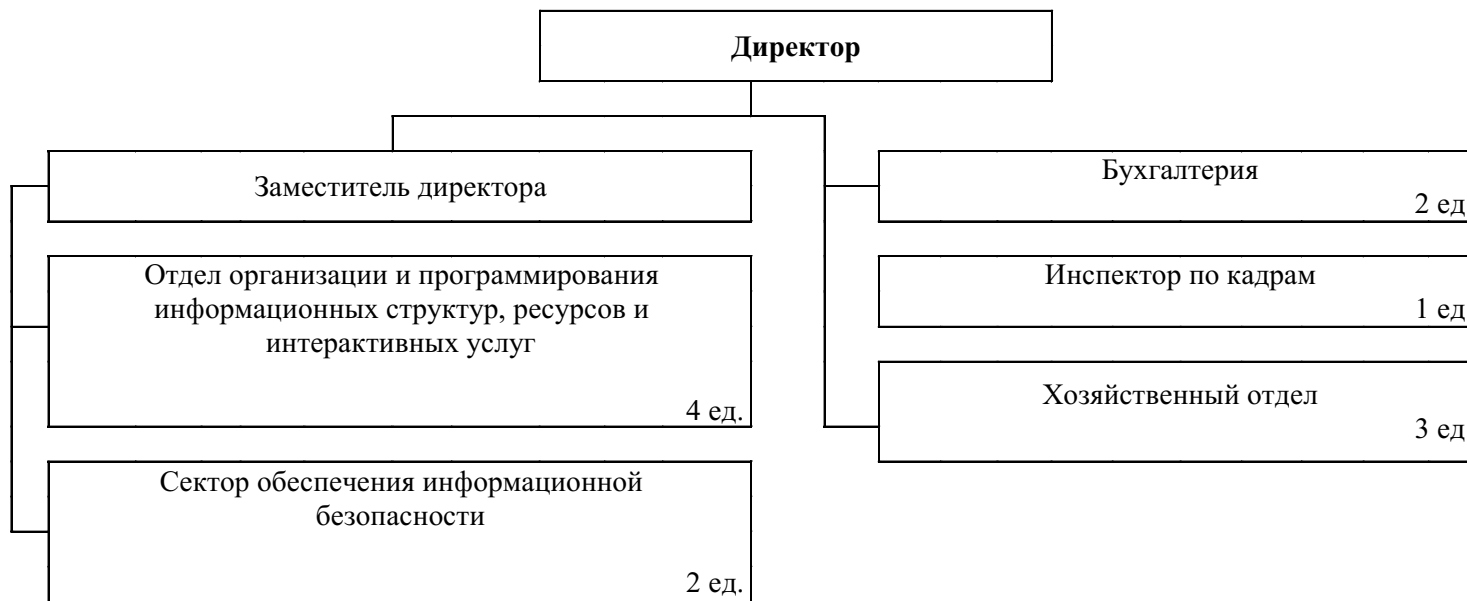 Директор
Заместитель директора
Отдел организации и программирования
информационных структур, ресурсов и
интерактивных услуг
4 ед.
Сектор обеспечения информационной
безопасности
2 ед.
Бухгалтерия
2 ед
Инспектор по кадрам
1 ед
Хозяйственный отдел
3 ед